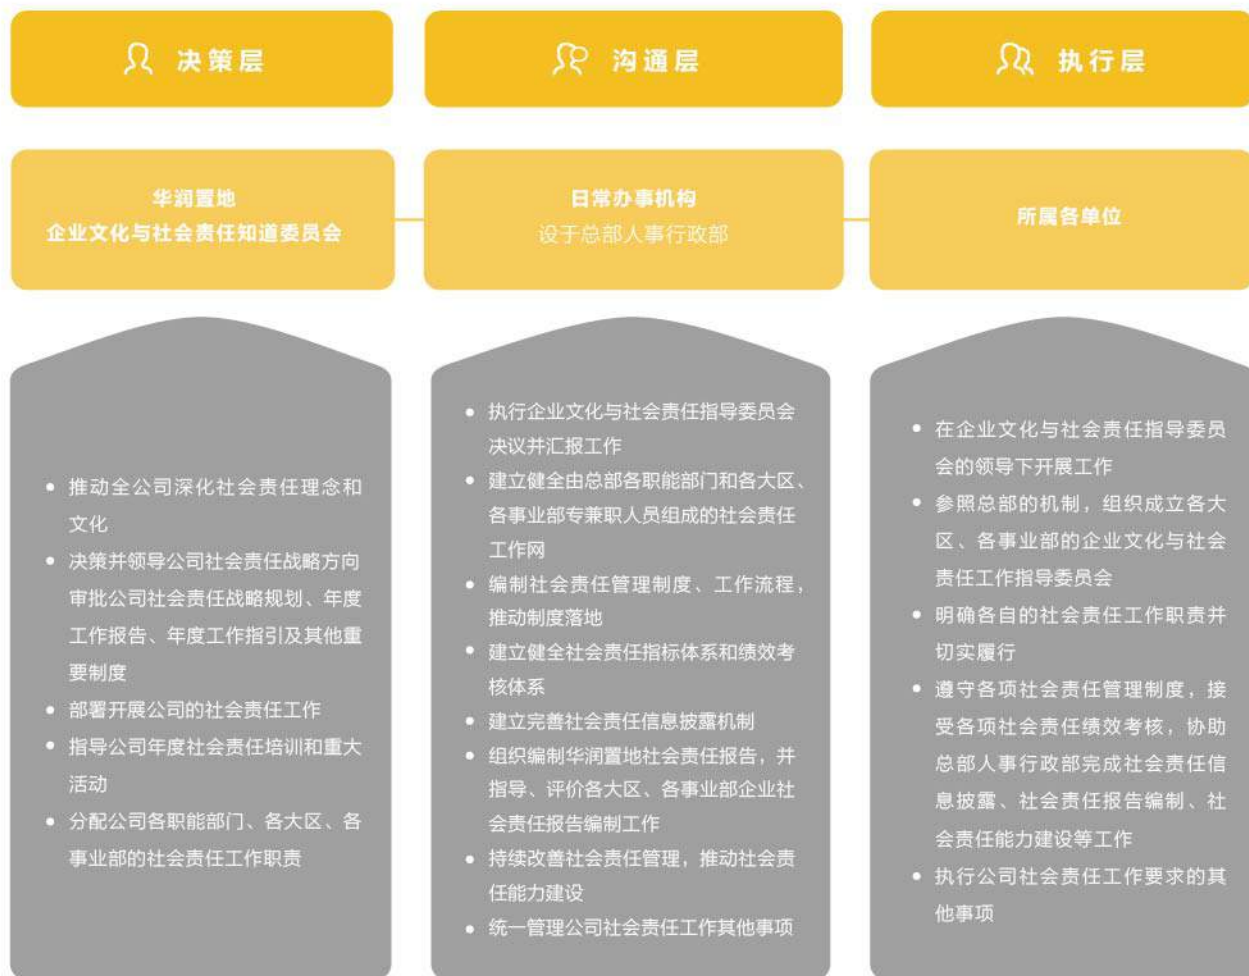 决策层
沟通层
执行层
华润置地
企业文化与社会责任知道委员会
日常办事机构
设于总部人事行政部
所属各单位
• 推动全公司深化社会责任理念和
文化
• 决策并领导公司社会责任战略方向
审批公司社会责任战略规划、年度
工作报告、年度工作指引及其他重
要制度
• 部署开展公司的社会责任工作
• 指导公司年度社会责任培训和重大
活动
• 分配公司各职能部门、各大区、各
事业部的社会责任工作职责
• 执行企业文化与社会责任指导委员会
决议并汇报工作
• 建立健全由总部各职能部门和各大区、
各事业部专兼职人员组成的社会责任
工作网
• 编制社会责任管理制度、工作流程，
推动制度落地
• 建立健全社会责任指标体系和绩效考
核体系
• 建立完善社会责任信息披露机制
• 组织编制华润置地社会责任报告，并
指导、评价各大区、各事业部企业社
会责任报告编制工作
• 持续改善社会责任管理，推动社会责
任能力建设
• 统一管理公司社会责任工作其他事项
• 在企业文化与社会责任指导委员
会的领导下开展工作
• 参照总部的机制，组织成立各大
区、各事业部的企业文化与社会
责任工作指导委员会
• 明确各自的社会责任工作职责并
切实履行
• 遵守各项社会责任管理制度，接
受各项社会责任绩效考核，协助
总部人事行政部完成社会责任信
息披露、社会责任报告编制、社
会责任能力建设等工作
• 执行公司社会责任工作要求的其
他事项